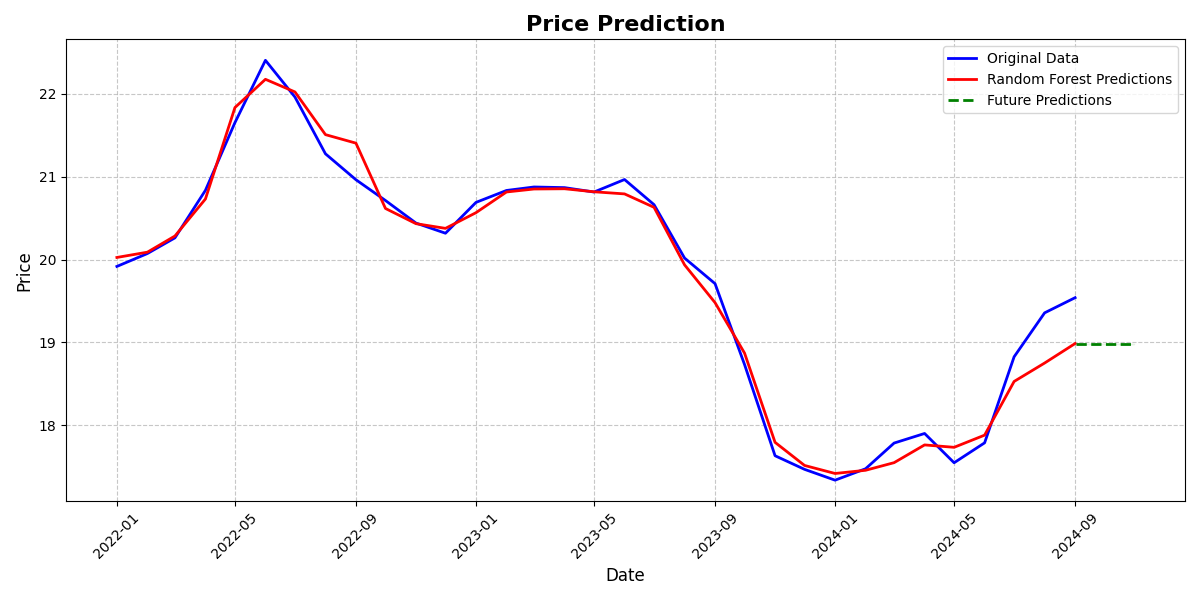 Price Prediction
Original Data
Random Forest Predictions
Future Predictions
Price
22
21
20
19
18
2022-01
2022-05
2022-09
2023-01
2023-05
2023-09
2024-01
2024-05
2024-09
Date